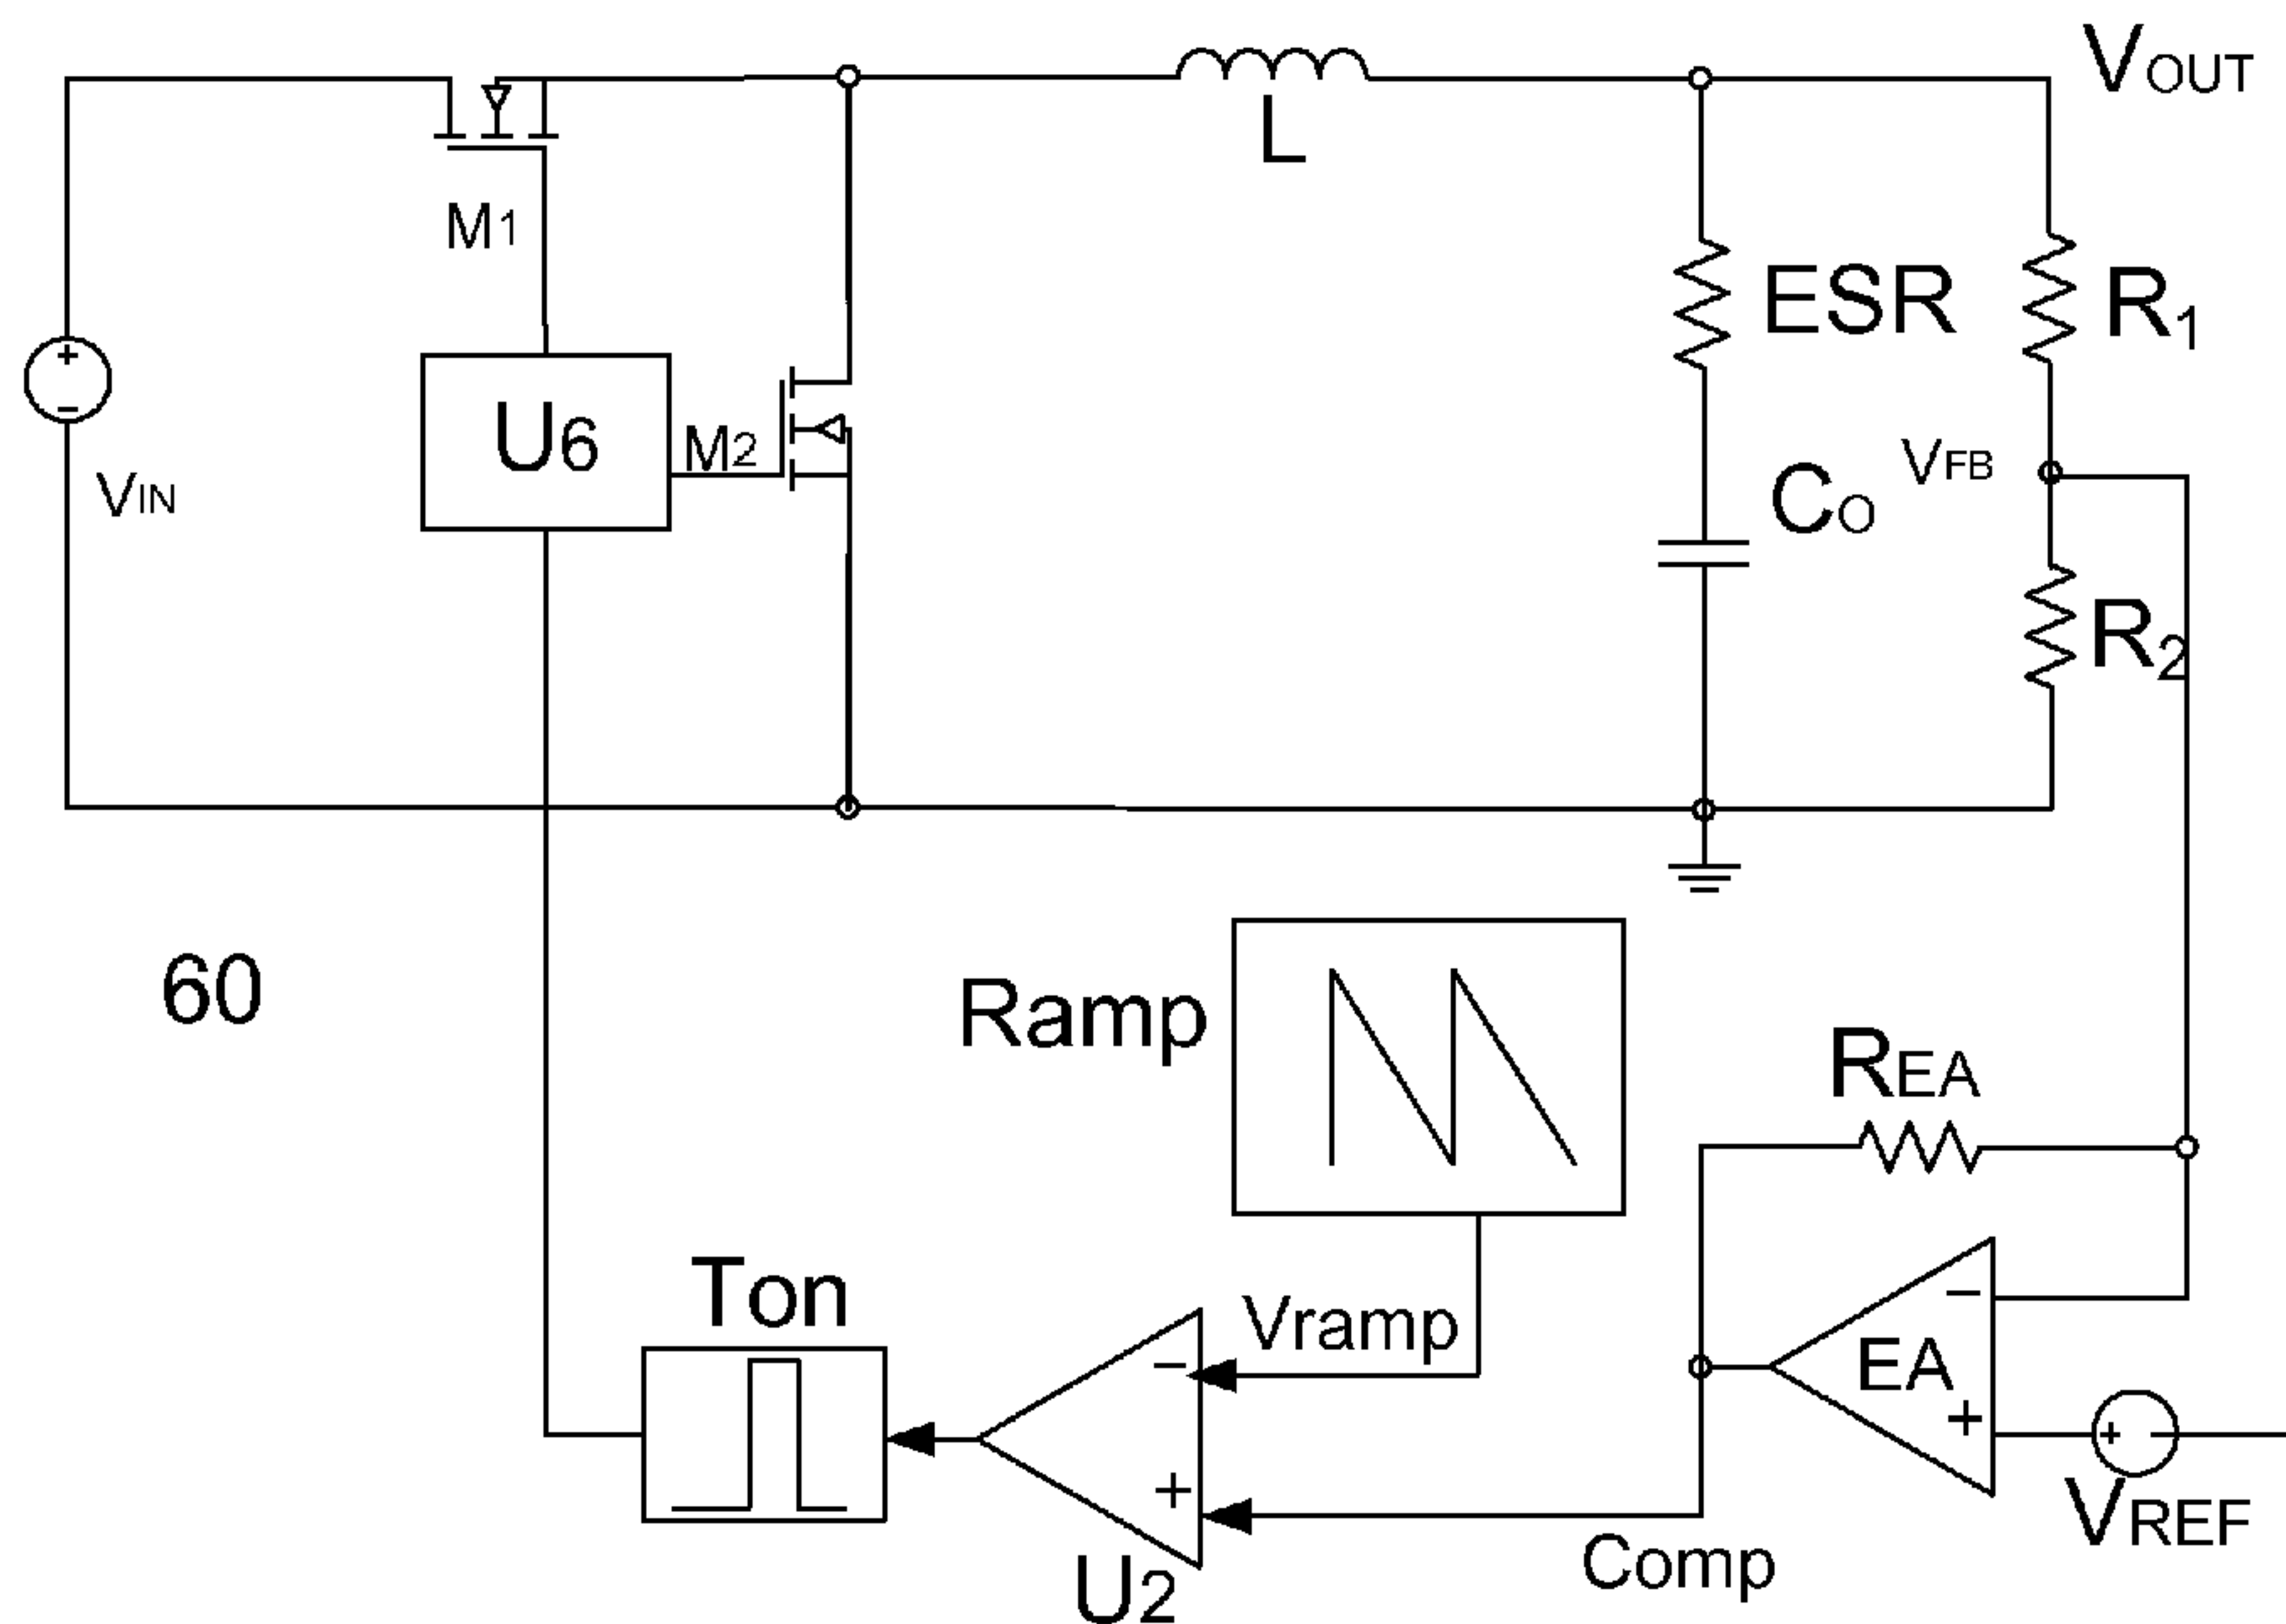 VOUT
L
M1
ESR
R1
U6
M2
VFB
VIN
CO
R2
60
Ramp
REA
Ton
Vramp
EA
VREF
Comp
U2